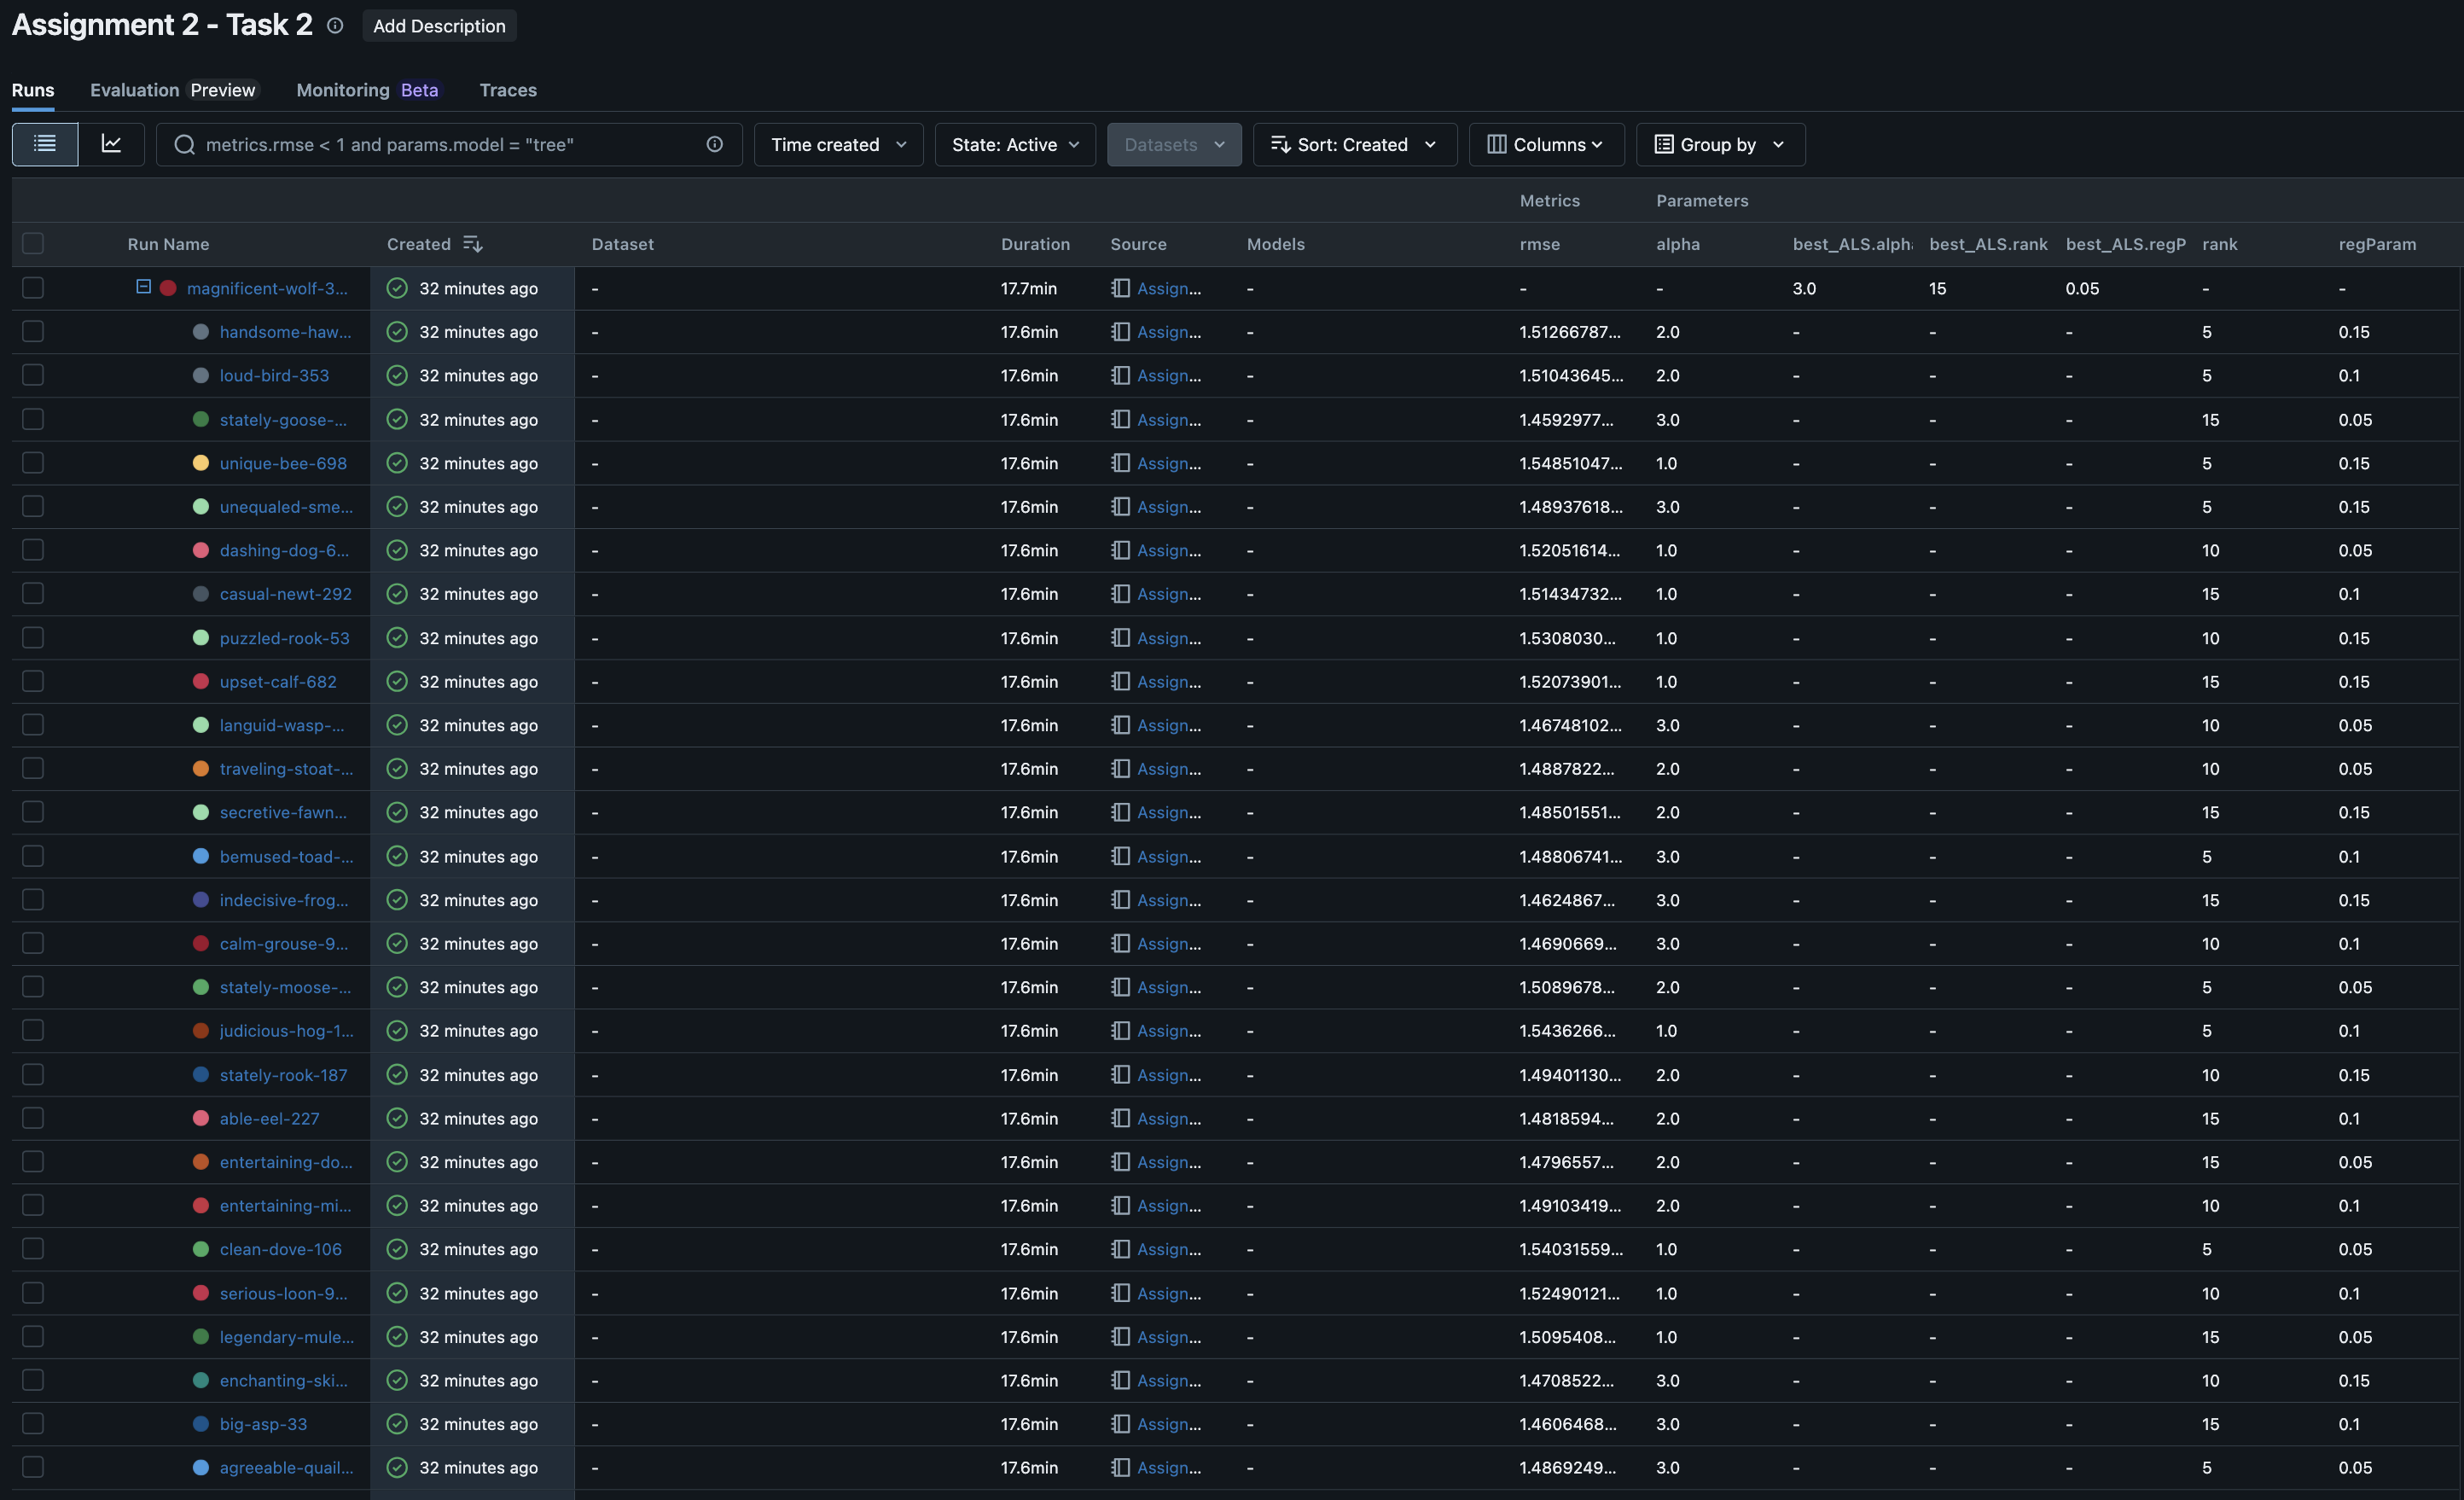 Assignment 2 - Task 2 Add Description
Runs Evaluation Preview Monitoring Beta Traces
metrics.rmse < 1 and params.model = "tree" Time created State: Active Datasets Sort: Created Columns Group by
Metrics Parameters
Run Name Created Dataset Duration Source Models rmse alpha best_ALS.alph best_ALS.rank best_ALS.regP rank regParam
magnificent-wolf-3... 32 minutes ago - 17.7min Assign... - - - 3.0 15 0.05 - -
handsome-haw... 32 minutes ago - 17.6min Assign... - 1.51266787... 2.0 - - - 5 0.15
loud-bird-353 32 minutes ago - 17.6min Assign... - 1.51043645... 2.0 - - - 5 0.1
stately-goose-... 32 minutes ago - 17.6min Assign... - 1.4592977... 3.0 - - - 15 0.05
unique-bee-698 32 minutes ago - 17.6min Assign... - 1.54851047... 1.0 - - - 5 0.15
unequaled-sme... 32 minutes ago - 17.6min Assign... - 1.48937618... 3.0 - - - 5 0.15
dashing-dog-6... 32 minutes ago - 17.6min Assign... - 1.52051614... 1.0 - - - 10 0.05
casual-newt-292 32 minutes ago - 17.6min Assign... - 1.51434732... 1.0 - - - 15 0.1
puzzled-rook-53 32 minutes ago - 17.6min Assign... - 1.5308030... 1.0 - - - 10 0.15
upset-calf-682 32 minutes ago - 17.6min Assign... - 1.52073901... 1.0 - - - 15 0.15
languid-wasp-... 32 minutes ago - 17.6min Assign... - 1.46748102... 3.0 - - - 10 0.05
traveling-stoat-... 32 minutes ago - 17.6min Assign... - 1.4887822... 2.0 - - - 10 0.05
secretive-fawn... 32 minutes ago - 17.6min Assign... - 1.48501551... 2.0 - - - 15 0.15
bemused-toad-... 32 minutes ago - 17.6min Assign... - 1.48806741... 3.0 - - - 5 0.1
indecisive-frog... 32 minutes ago - 17.6min Assign... - 1.4624867... 3.0 - - - 15 0.15
calm-grouse-9... 32 minutes ago - 17.6min Assign... - 1.4690669... 3.0 - - - 10 0.1
stately-moose-... 32 minutes ago - 17.6min Assign... - 1.5089678... 2.0 - - - 5 0.05
judicious-hog-1... 32 minutes ago - 17.6min Assign... - 1.5436266... 1.0 - - - 5 0.1
stately-rook-187 32 minutes ago - 17.6min Assign... - 1.49401130... 2.0 - - - 10 0.15
able-eel-227 32 minutes ago - 17.6min Assign... - 1.4818594... 2.0 - - - 15 0.1
entertaining-do... 32 minutes ago - 17.6min Assign... - 1.4796557... 2.0 - - - 15 0.05
entertaining-mi... 32 minutes ago - 17.6min Assign... - 1.49103419... 2.0 - - - 10 0.1
clean-dove-106 32 minutes ago - 17.6min Assign... - 1.54031559... 1.0 - - - 5 0.05
serious-loon-9... 32 minutes ago - 17.6min Assign... - 1.52490121... 1.0 - - - 10 0.1
legendary-mule... 32 minutes ago - 17.6min Assign... - 1.5095408... 1.0 - - - 15 0.05
enchanting-ski... 32 minutes ago - 17.6min Assign... - 1.4708522... 3.0 - - - 10 0.15
big-asp-33 32 minutes ago - 17.6min Assign... - 1.4606468... 3.0 - - - 15 0.1
agreeable-quail... 32 minutes ago - 17.6min Assign... - 1.4869249... 3.0 - - - 5 0.05